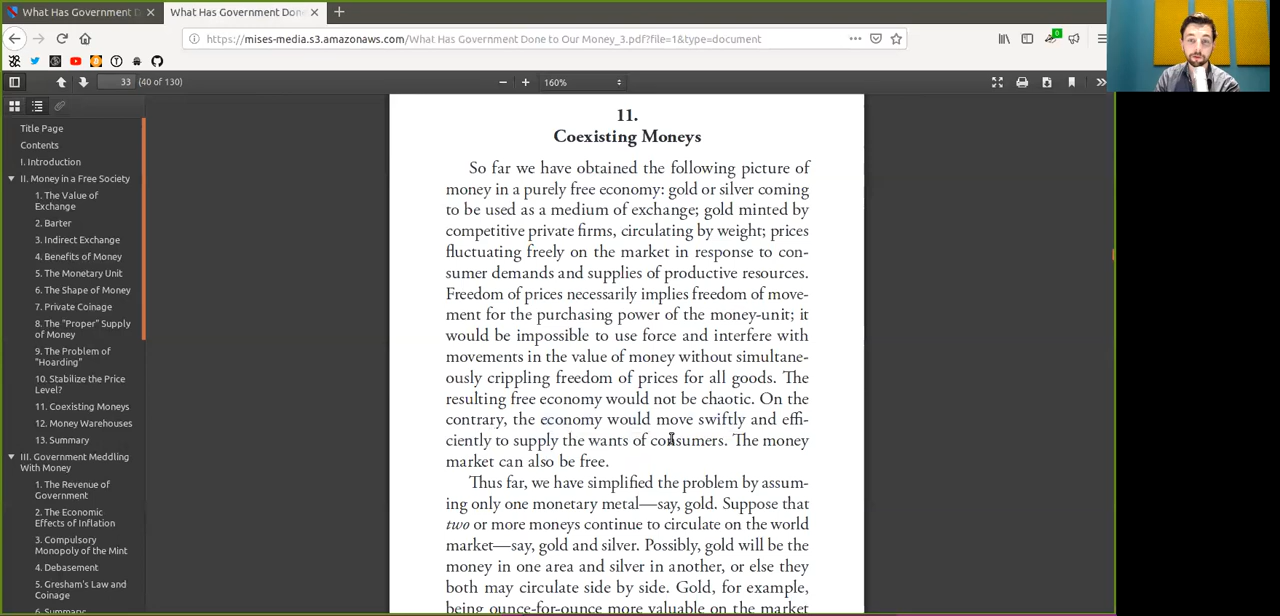 What Has Government D
What Has Government Don
https://mises-media.s3.amazonaws.com/What Has Government Done to Our Money_3.pdf?file=1&type=document
0
33 (40 of 130)
160%
Title Page
Contents
I. Introduction
II. Money in a Free Society
1. The Value of
Exchange
2. Barter
3. Indirect Exchange
4. Benefits of Money
5. The Monetary Unit
6. The Shape of Money
7. Private Coinage
8. The "Proper" Supply
of Money
9. The Problem of
"Hoarding"
10. Stabilize the Price
Level?
11. Coexisting Moneys
12. Money Warehouses
13. Summary
III. Government Meddling
With Money
1. The Revenue of
Government
2. The Economic
Effects of Inflation
3. Compulsory
Monopoly of the Mint
4. Debasement
5. Gresham's Law and
Coinage
6. Summary
11.
Coexisting Moneys
So far we have obtained the following picture of
money in a purely free economy: gold or silver coming
to be used as a medium of exchange; gold minted by
competitive private firms, circulating by weight; prices
fluctuating freely on the market in response to con-
sumer demands and supplies of productive resources.
Freedom of prices necessarily implies freedom of move-
ment for the purchasing power of the money-unit; it
would be impossible to use force and interfere with
movements in the value of money without simultane-
ously crippling freedom of prices for all goods. The
resulting free economy would not be chaotic. On the
contrary, the economy would move swiftly and effi-
ciently to supply the wants of consumers. The money
market can also be free.
Thus far, we have simplified the problem by assum-
ing only one monetary metal—say, gold. Suppose that
two or more moneys continue to circulate on the world
market—say, gold and silver. Possibly, gold will be the
money in one area and silver in another, or else they
both may circulate side by side. Gold, for example,
being ounce-for-ounce more valuable on the market